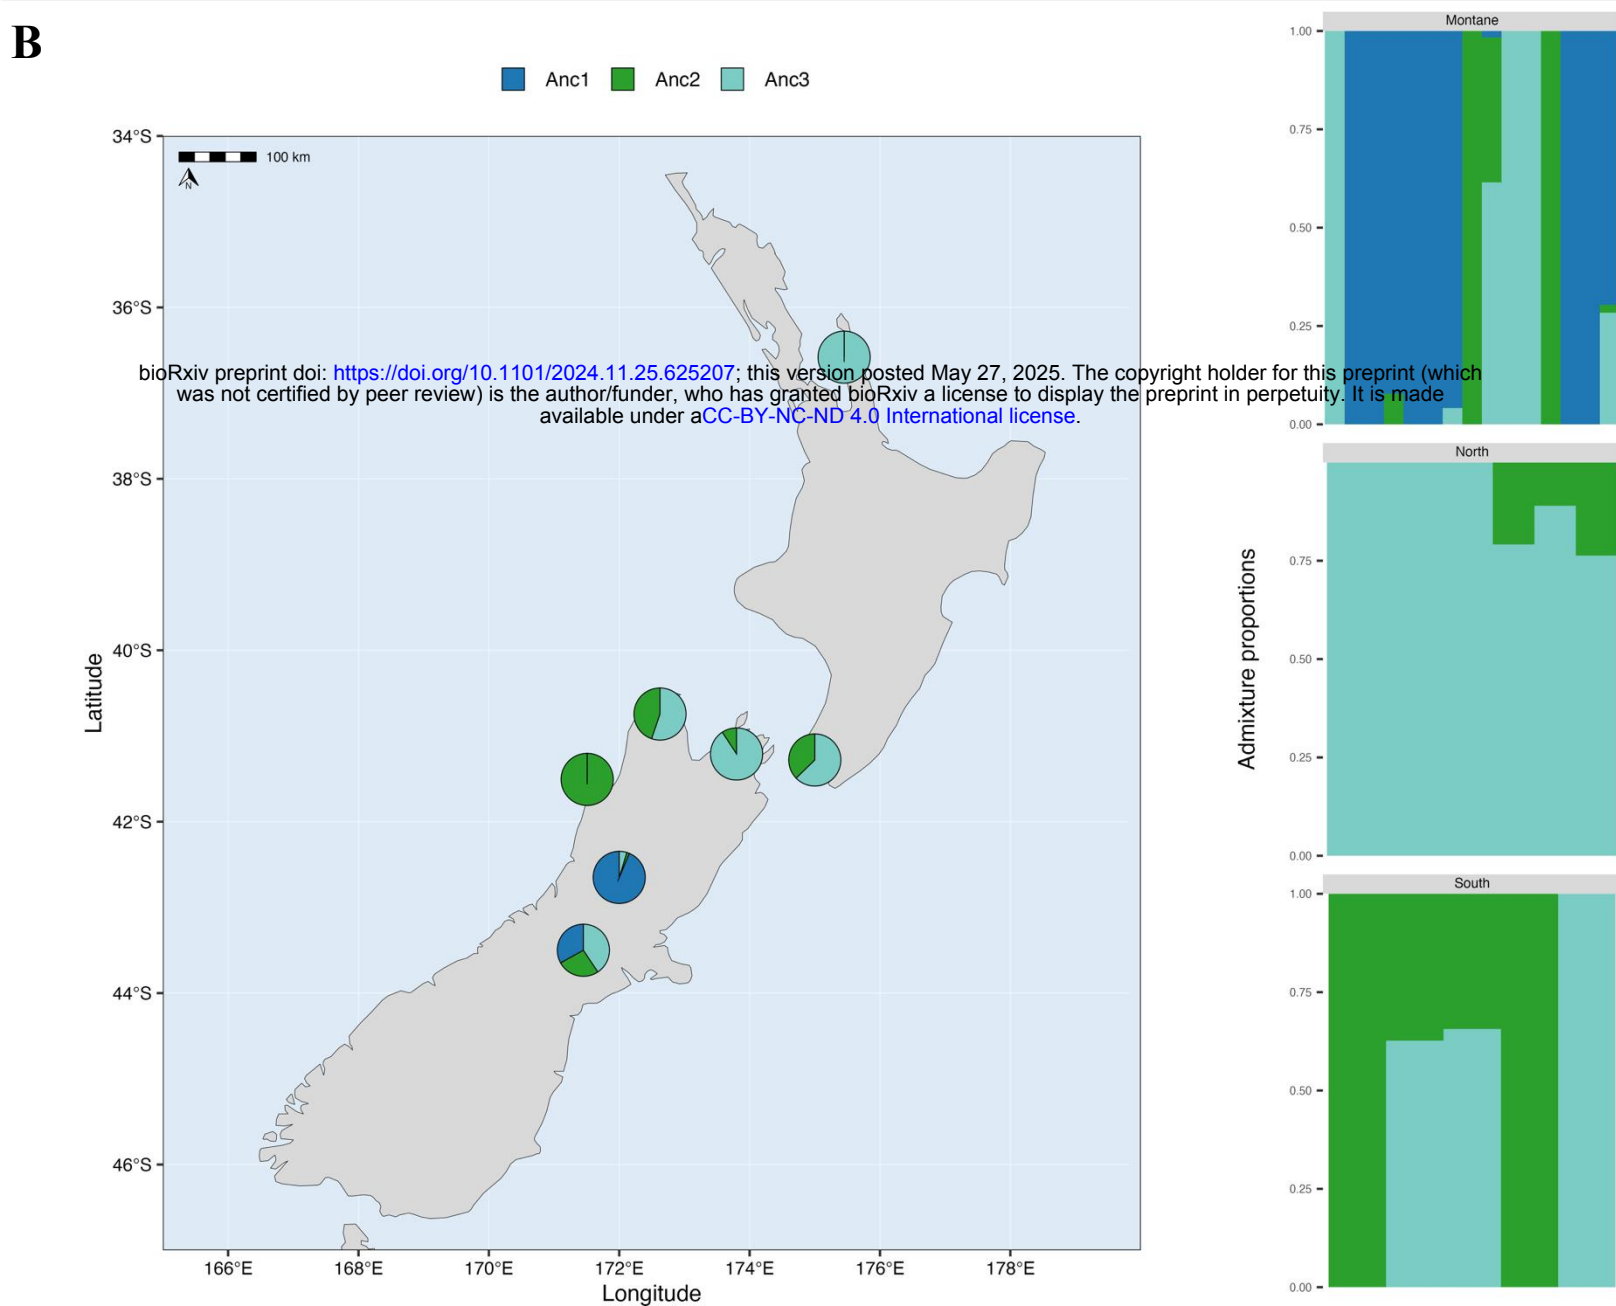 B
Anc1 Anc2 Anc3
34°S
100 km
N
36°S
38°S
40°S
42°S
44°S
46°S
Latitude
166°E 168°E 170°E 172°E 174°E 176°E 178°E
Longitude
bioRxiv preprint doi: https://doi.org/10.1101/2024.11.25.625207; this version posted May 27, 2025. The copyright holder for this preprint (which
was not certified by peer review) is the author/funder, who has granted bioRxiv a license to display the preprint in perpetuity. It is made
available under aCC-BY-NC-ND 4.0 International license.
Admixture proportions
Montane
1.00
0.75
0.50
0.25
0.00
North
0.75
0.50
0.25
0.00
South
1.00
0.75
0.50
0.25
0.00